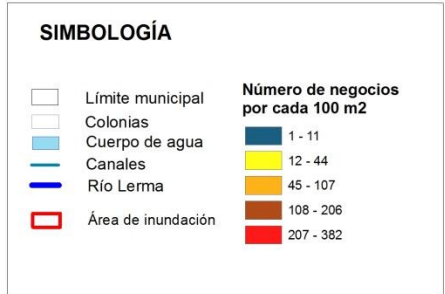 SIMBOLOGÍA
Límite municipal
Colonias
Cuerpo de agua
Canales
Río Lerma
Área de inundación
Número de negocios
por cada 100 m2
1 - 11
12 - 44
45 - 107
108 - 206
207 - 382